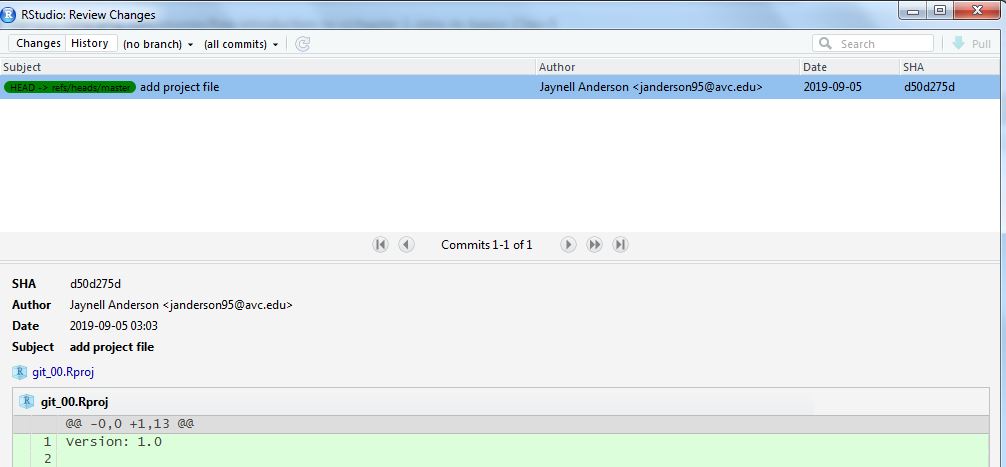 RStudio: Review Changes
Changes History (no branch) (all commits) Search Pull
Subject Author Date SHA
HEAD -> refs/heads/master add project file Jaynell Anderson <janderson95@avc.edu> 2019-09-05 d50d275d
Commits 1-1 of 1
SHA d50d275d
Author Jaynell Anderson <janderson95@avc.edu>
Date 2019-09-05 03:03
Subject add project file
git_00.Rproj
git_00.Rproj
@@ -0,0 +1,13 @@
1 Version: 1.0
2